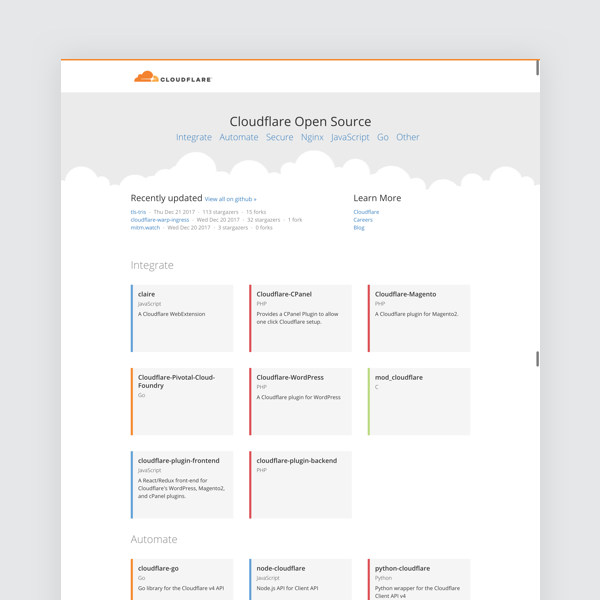 CLOUDFLARE
Cloudflare Open Source
Integrate Automate Secure Nginx JavaScript Go Other
Recently updated View all on github »
tls-tris · Thu Dec 21 2017 · 113 stargazers · 15 forks
cloudflare-warp-ingress · Wed Dec 20 2017 · 32 stargazers · 1 fork
mitm.watch · Wed Dec 20 2017 · 3 stargazers · 0 forks
Learn More
Cloudflare
Careers
Blog
Integrate
claire
JavaScript
A Cloudflare WebExtension
Cloudflare-CPanel
PHP
Provides a CPanel Plugin to allow
one click Cloudflare setup.
Cloudflare-Magento
PHP
A Cloudflare plugin for Magento2.
Cloudflare-Pivotal-Cloud-
Foundry
Go
Cloudflare-WordPress
PHP
A Cloudflare plugin for WordPress
mod_cloudflare
C
cloudflare-plugin-frontend
JavaScript
A React/Redux front-end for
Cloudflare's WordPress, Magento2,
and cPanel plugins.
cloudflare-plugin-backend
PHP
Automate
cloudflare-go
Go
Go library for the Cloudflare v4 API
node-cloudflare
JavaScript
Node.js API for Client API
python-cloudflare
Python
Python wrapper for the Cloudflare
Client API v4